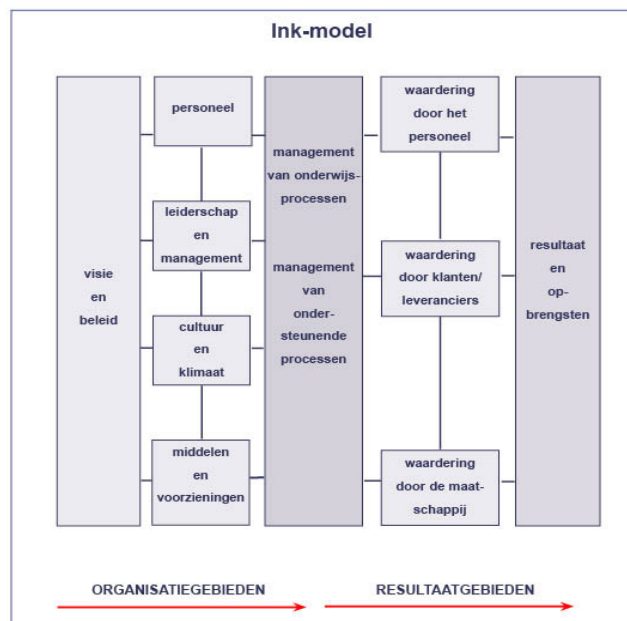 Ink-model
visie
en
beleid
personeel
leiderschap
en
management
cultuur
en
klimaat
middelen
en
voorzieningen
management
van onderwijs-
processen
management
van
onder-
steunende
processen
waardering
door het
personeel
waardering
door klanten/
leveranciers
waardering
door de maat-
schappij
resultaat
en
op-
brengsten
ORGANISATIEGEBIEDEN
RESULTAATGEBIEDEN